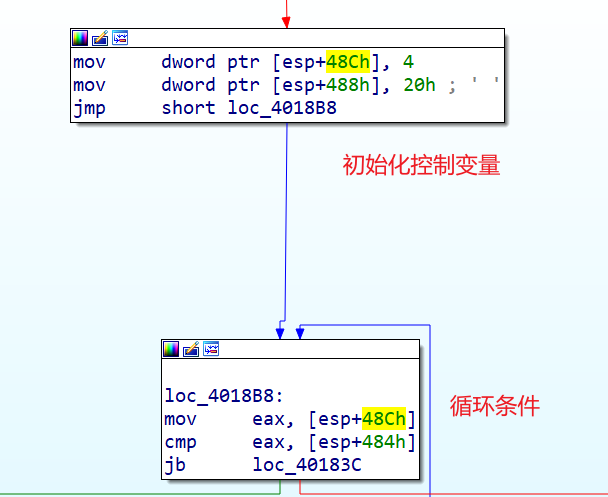 mov     dword ptr [esp+48Ch], 4
mov     dword ptr [esp+488h], 20h ; ' '
jmp     short loc_4018B8
初始化控制变量
loc_4018B8:
mov     eax, [esp+48Ch]
循环条件
cmp     eax, [esp+484h]
jb      loc_40183C